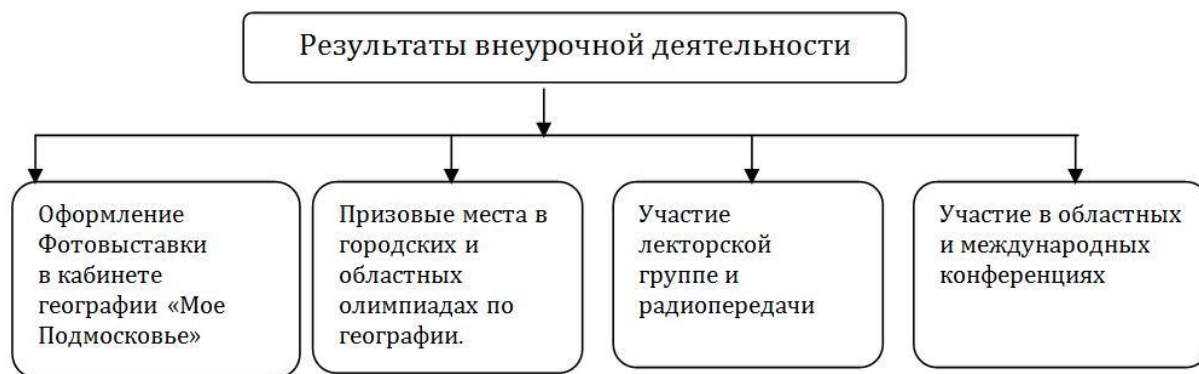 Результаты внеурочной деятельности
Оформление
Фотовыставки
в кабинете
географии «Мое
Подмосковье»
Призовые места в
городских и
областных
олимпиадах по
географии.
Участие
лекторской
группе и
радиопередачи
Участие в областных
и международных
конференциях